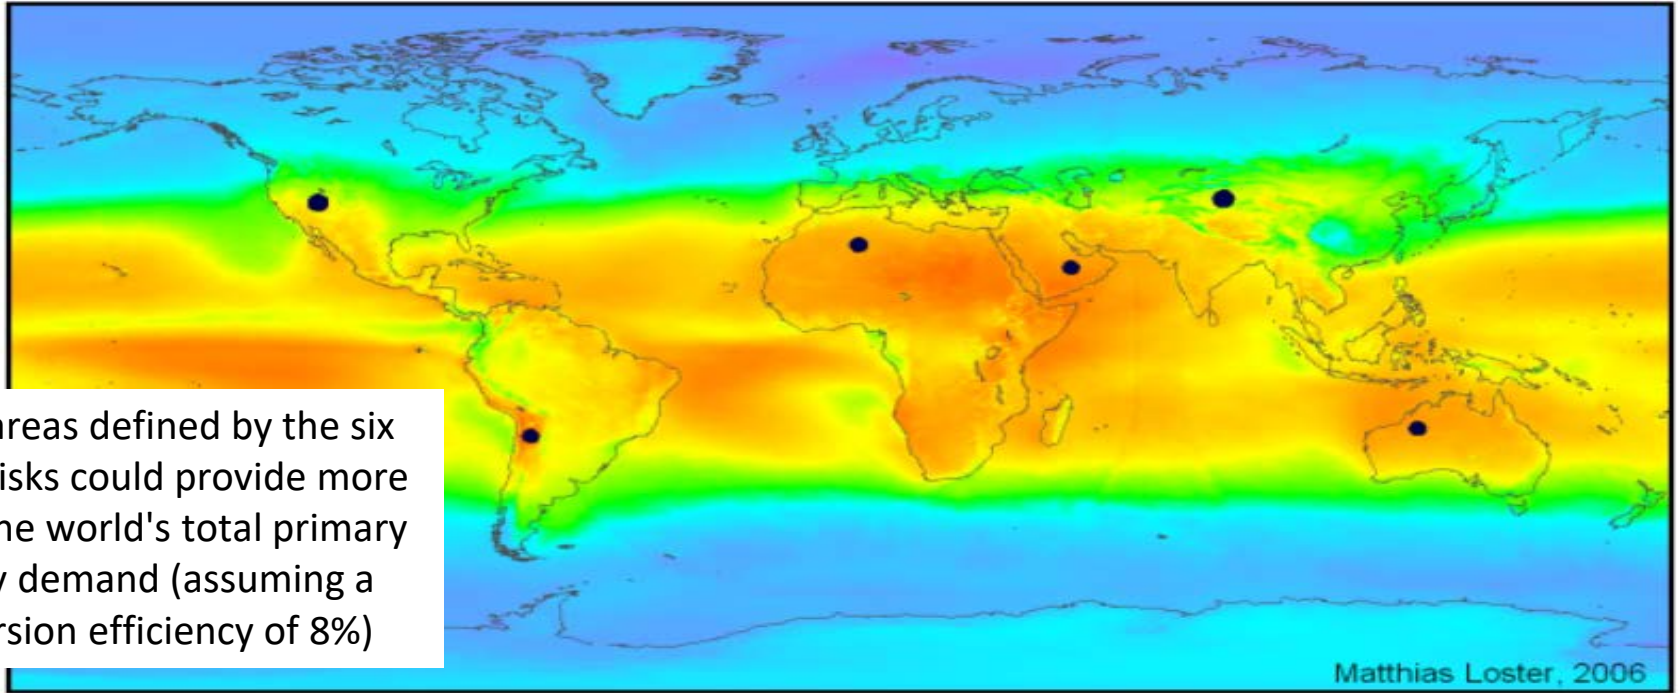 areas defined by the six
isks could provide more
he world's total primary
y demand (assuming a
rsion efficiency of 8%)
Matthias Loster, 2006